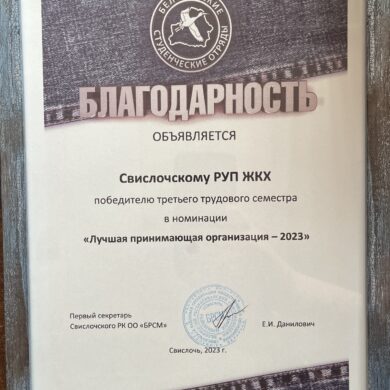 СТУДЕНЧЕСКИЕ ОТРЯДЫ
БЛАГОДАРНОСТЬ
ОБЪЯВЛЯЕТСЯ
Свислочскому РУП ЖКХ
победителю третьего трудового семестра
в номинации
«Лучшая принимающая организация – 2023»
Первый секретарь
Свислочского РК ОО «БРСМ»
Е.И. Данилович
Свислочь, 2023 г.